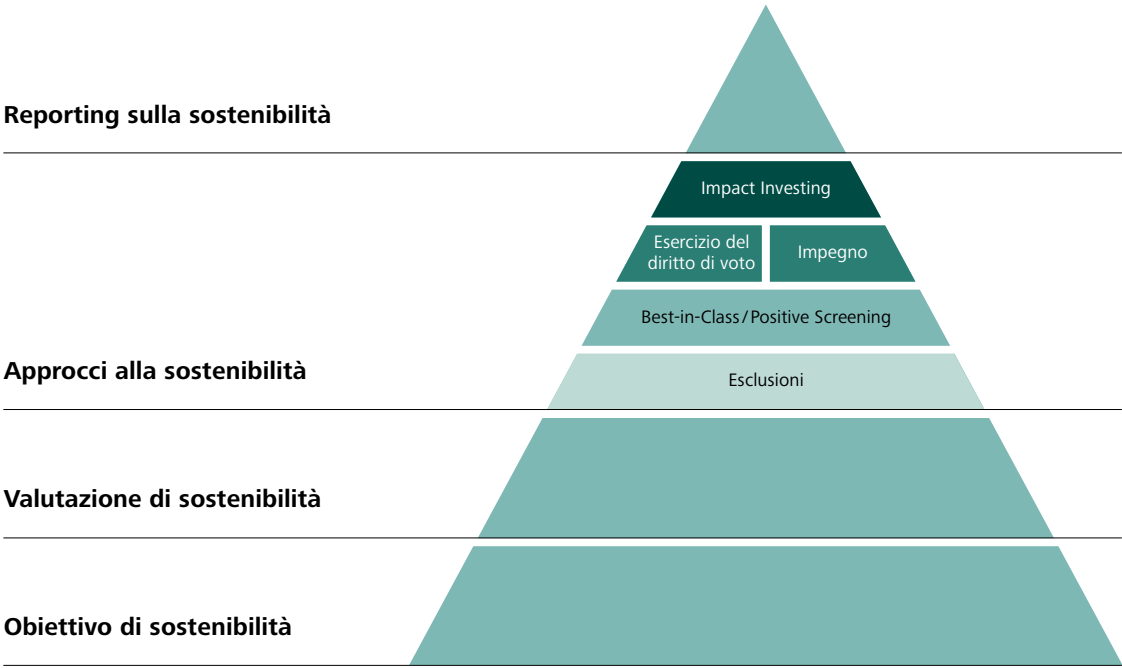 Reporting sulla sostenibilità
Impact Investing
Esercizio del
diritto di voto
Impegno
Best-in-Class/Positive Screening
Approcci alla sostenibilità
Esclusioni
Valutazione di sostenibilità
Obiettivo di sostenibilità